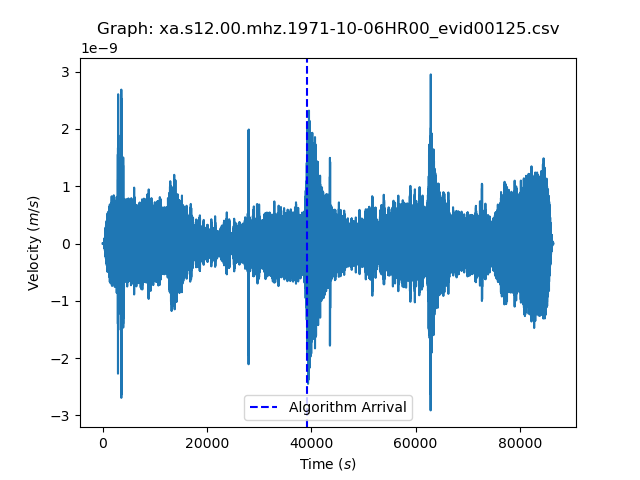 Graph: xa.s12.00.mhz.1971-10-06HR00_evid00125.csv
1e−9
3
2
1
0
−1
−2
−3
Velocity (m/s)
Algorithm Arrival
0 20000 40000 60000 80000
Time (s)